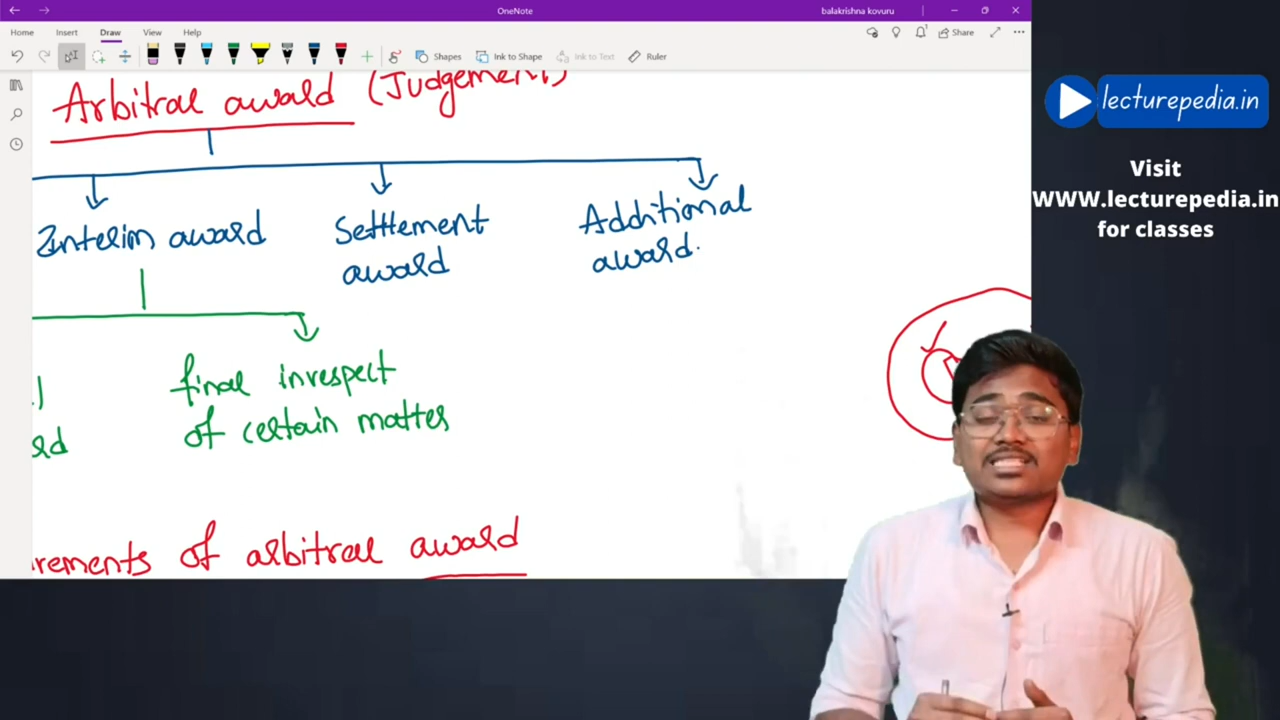 OneNote
balakrishna kovuru
Home Insert Draw View Help
Share
Shapes Ink to Shape Ink to Text Ruler
Arbitral award (Judgement)
Interim award
Settlement
award
Additional
award.
final inrespect
of certain matter
rements of arbitral award
lecturepedia.in
Visit
WWW.lecturepedia.in
for classes